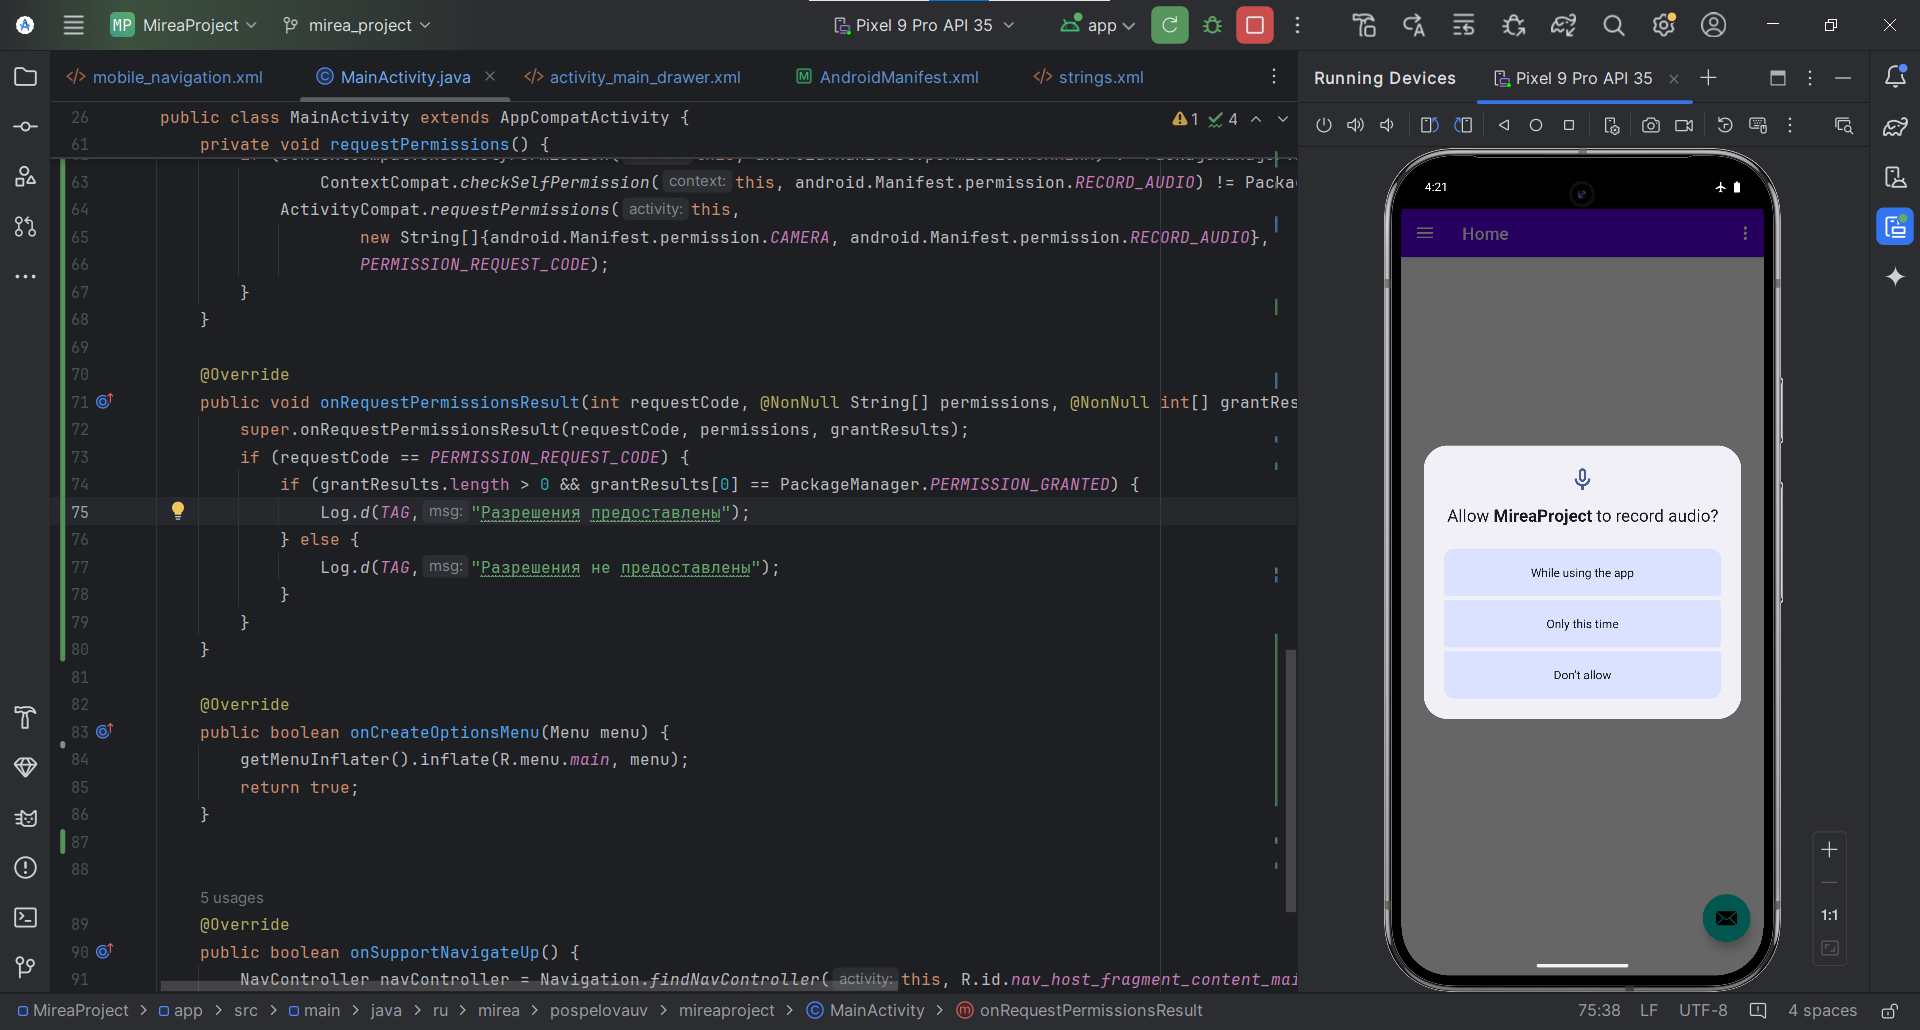 MP MireaProject mirea_project Pixel 9 Pro API 35 app
mobile_navigation.xml MainActivity.java activity_main_drawer.xml AndroidManifest.xml strings.xml
Running Devices Pixel 9 Pro API 35
26 public class MainActivity extends AppCompatActivity { 1 4
61 private void requestPermissions() {
63 ContextCompat.checkSelfPermission( context: this, android.Manifest.permission.RECORD_AUDIO) != Packa
64 ActivityCompat.requestPermissions( activity: this,
65 new String[]{android.Manifest.permission.CAMERA, android.Manifest.permission.RECORD_AUDIO},
66 PERMISSION_REQUEST_CODE);
67 }
68 }
69
70 @Override
71 public void onRequestPermissionsResult(int requestCode, @NonNull String[] permissions, @NonNull int[] grantRes
72 super.onRequestPermissionsResult(requestCode, permissions, grantResults);
73 if (requestCode == PERMISSION_REQUEST_CODE) {
74 if (grantResults.length > 0 && grantResults[0] == PackageManager.PERMISSION_GRANTED) {
75 Log.d(TAG, msg: "Разрешения предоставлены");
76 } else {
77 Log.d(TAG, msg: "Разрешения не предоставлены");
78 }
79 }
80 }
81
82 @Override
83 public boolean onCreateOptionsMenu(Menu menu) {
84 getMenuInflater().inflate(R.menu.main, menu);
85 return true;
86 }
87
88
5 usages
89 @Override
90 public boolean onSupportNavigateUp() {
91 NavController navController = Navigation.findNavController( activity: this, R.id.nav_host_fragment_content_mai
4:21
Home
Allow MireaProject to record audio?
While using the app
Only this time
Don't allow
1:1
MireaProject > app > src > main > java > ru > mirea > pospelovauv > mireaproject > MainActivity > onRequestPermissionsResult
75:38 LF UTF-8 4 spaces